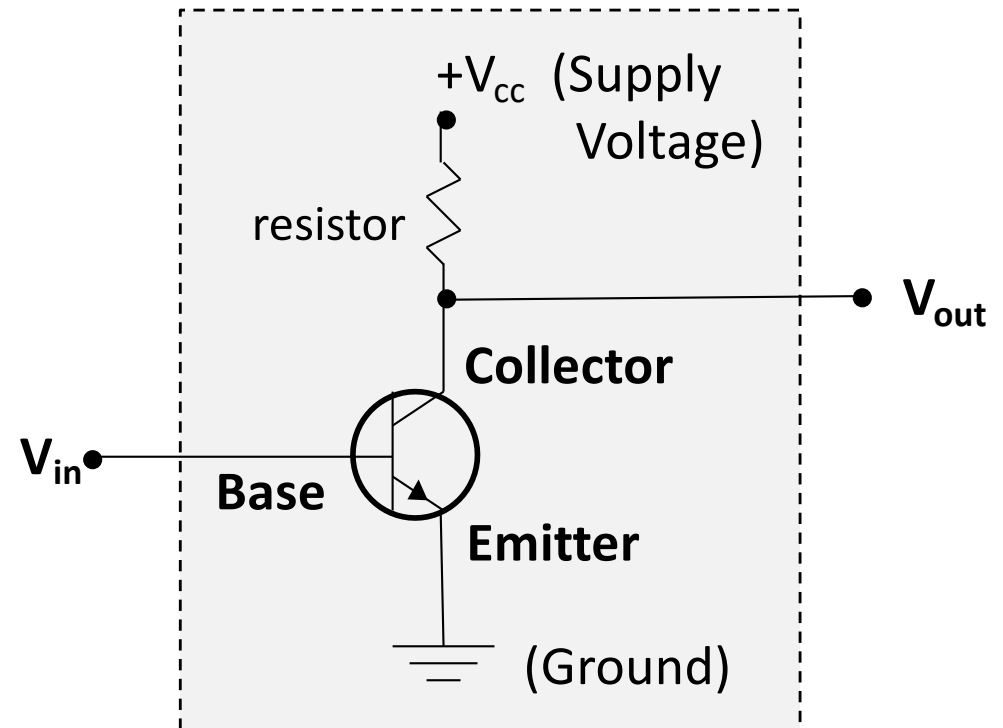 +Vcc (Supply
Voltage)
resistor
Vout
Collector
Vin
Base
Emitter
(Ground)